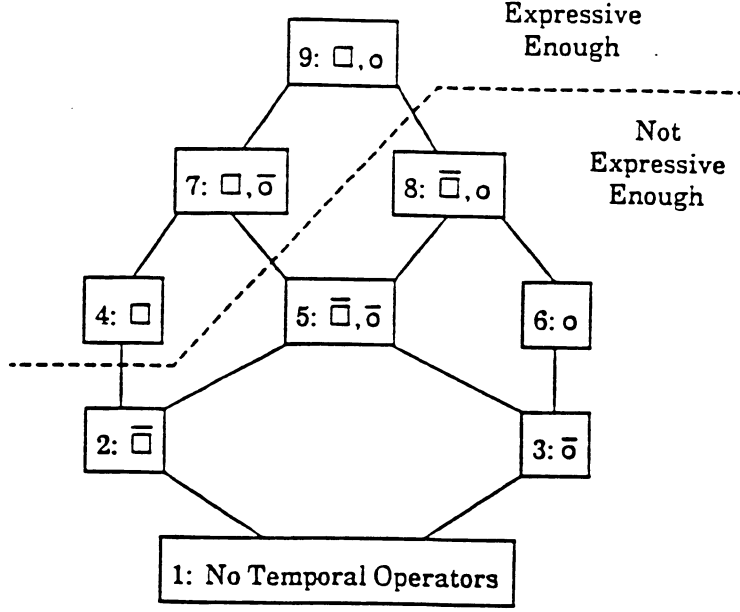 Expressive
Enough
9: □, o
Not
Expressive
Enough
7: □, o̅
8: □̅, o
4: □
5: □̅, o̅
6: o
2: □̅
3: o̅
1: No Temporal Operators